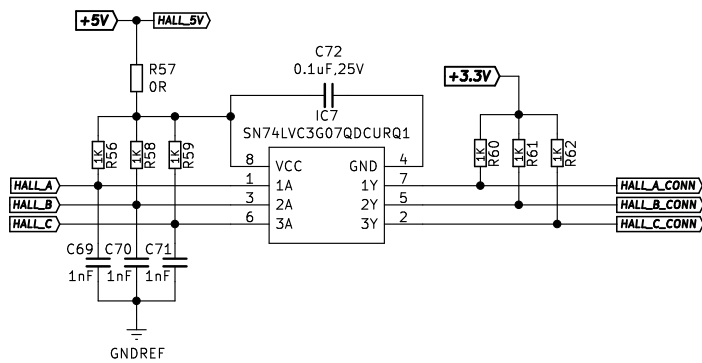 +5V
HALL_5V
R57
0R
C72
0.1uF,25V
+3.3V
IC7
SN74LVC3G07QDCURQ1
1K
R56
1K
R58
1K
R59
8
VCC
GND
4
1K
R60
1K
R61
1K
R62
HALL_A
1
1A
1Y
7
HALL_A_CONN
HALL_B
3
2A
2Y
5
HALL_B_CONN
HALL_C
6
3A
3Y
2
HALL_C_CONN
C69
C70
C71
1nF
1nF
1nF
GNDREF